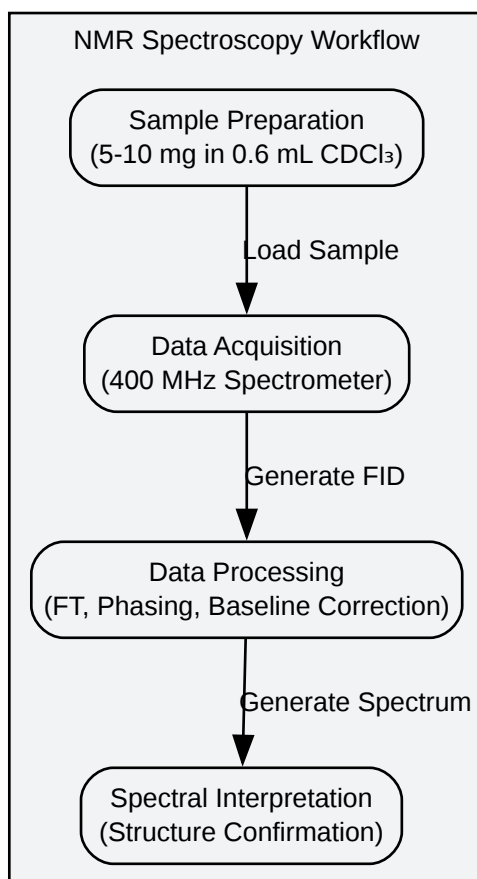 NMR Spectroscopy Workflow
Sample Preparation
(5-10 mg in 0.6 mL CDCl₃)
Load Sample
Data Acquisition
(400 MHz Spectrometer)
Generate FID
Data Processing
(FT, Phasing, Baseline Correction)
Generate Spectrum
Spectral Interpretation
(Structure Confirmation)